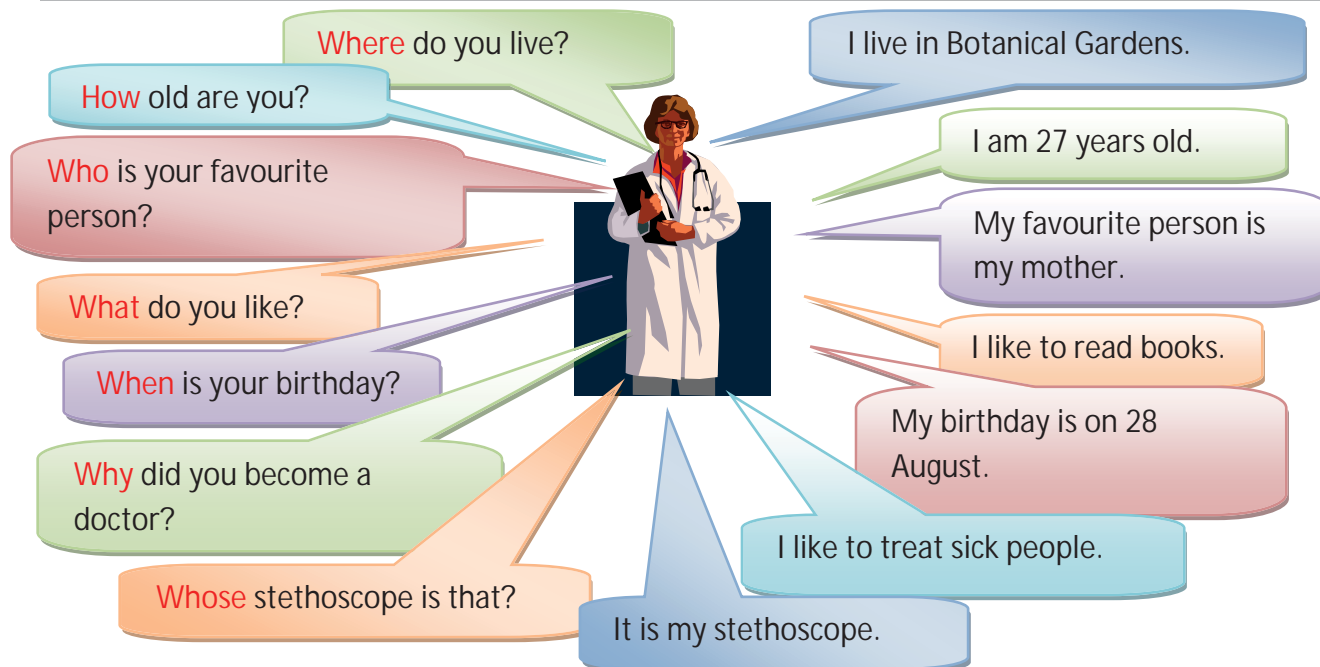 Where do you live?
How old are you?
Who is your favourite
person?
What do you like?
When is your birthday?
Why did you become a
doctor?
Whose stethoscope is that?
I live in Botanical Gardens.
I am 27 years old.
My favourite person is
my mother.
I like to read books.
My birthday is on 28
August.
I like to treat sick people.
It is my stethoscope.